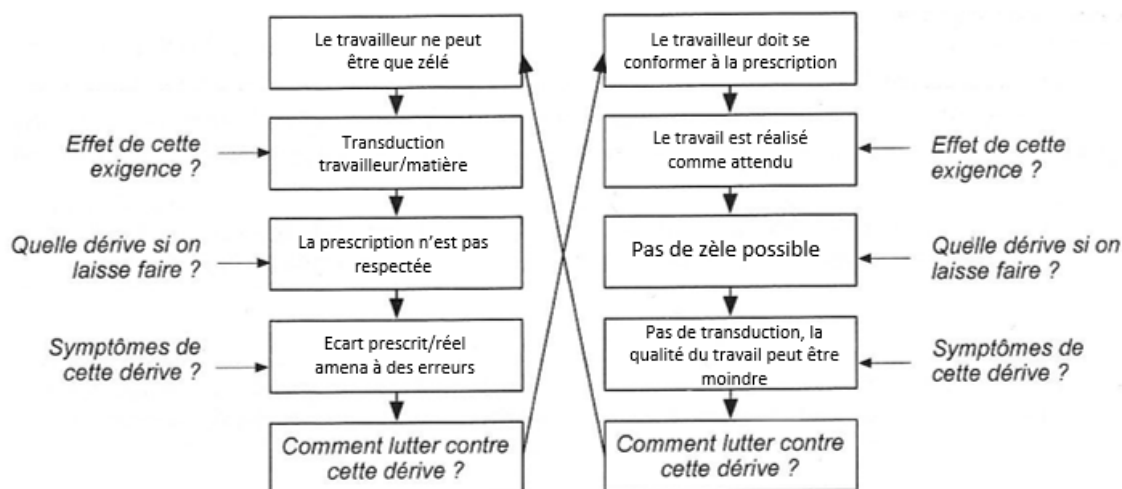 Le travailleur ne peut
être que zélé
Le travailleur doit se
conformer à la prescription
Effet de cette
exigence ?
Transduction
travailleur/matière
Le travail est réalisé
comme attendu
Effet de cette
exigence ?
Quelle dérive si on
laisse faire ?
La prescription n’est pas
respectée
Pas de zèle possible
Quelle dérive si on
laisse faire ?
Symptômes de
cette dérive ?
Ecart prescrit/réel
amena à des erreurs
Pas de transduction, la
qualité du travail peut être
moindre
Symptômes de
cette dérive ?
Comment lutter contre
cette dérive ?
Comment lutter contre
cette dérive ?